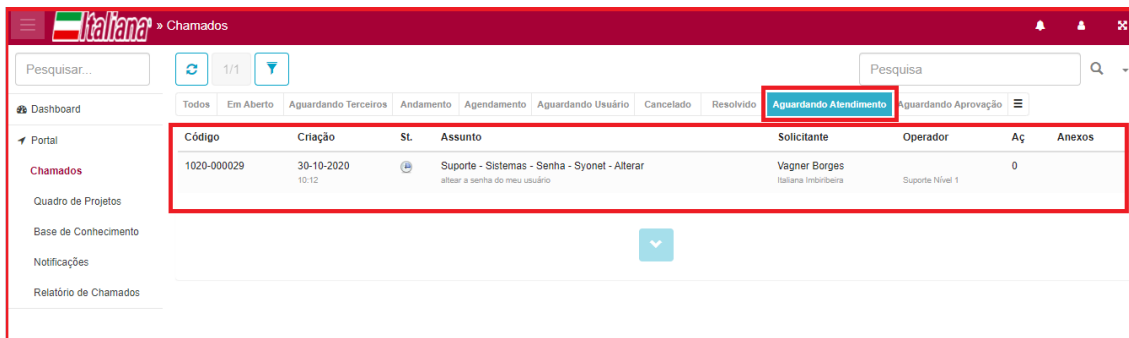 Italiana » Chamados
Pesquisar...
1/1
Pesquisa
Dashboard
Todos Em Aberto Aguardando Terceiros Andamento Agendamento Aguardando Usuário Cancelado Resolvido Aguardando Atendimento Aguardando Aprovação
Portal
Código Criação St. Assunto Solicitante Operador Aç Anexos
Chamados
1020-000029 30-10-2020 Suporte - Sistemas - Senha - Syonet - Alterar Vagner Borges 0
10:12 altear a senha do meu usuário Italiana Imbiribeira Suporte Nível 1
Quadro de Projetos
Base de Conhecimento
Notificações
Relatório de Chamados